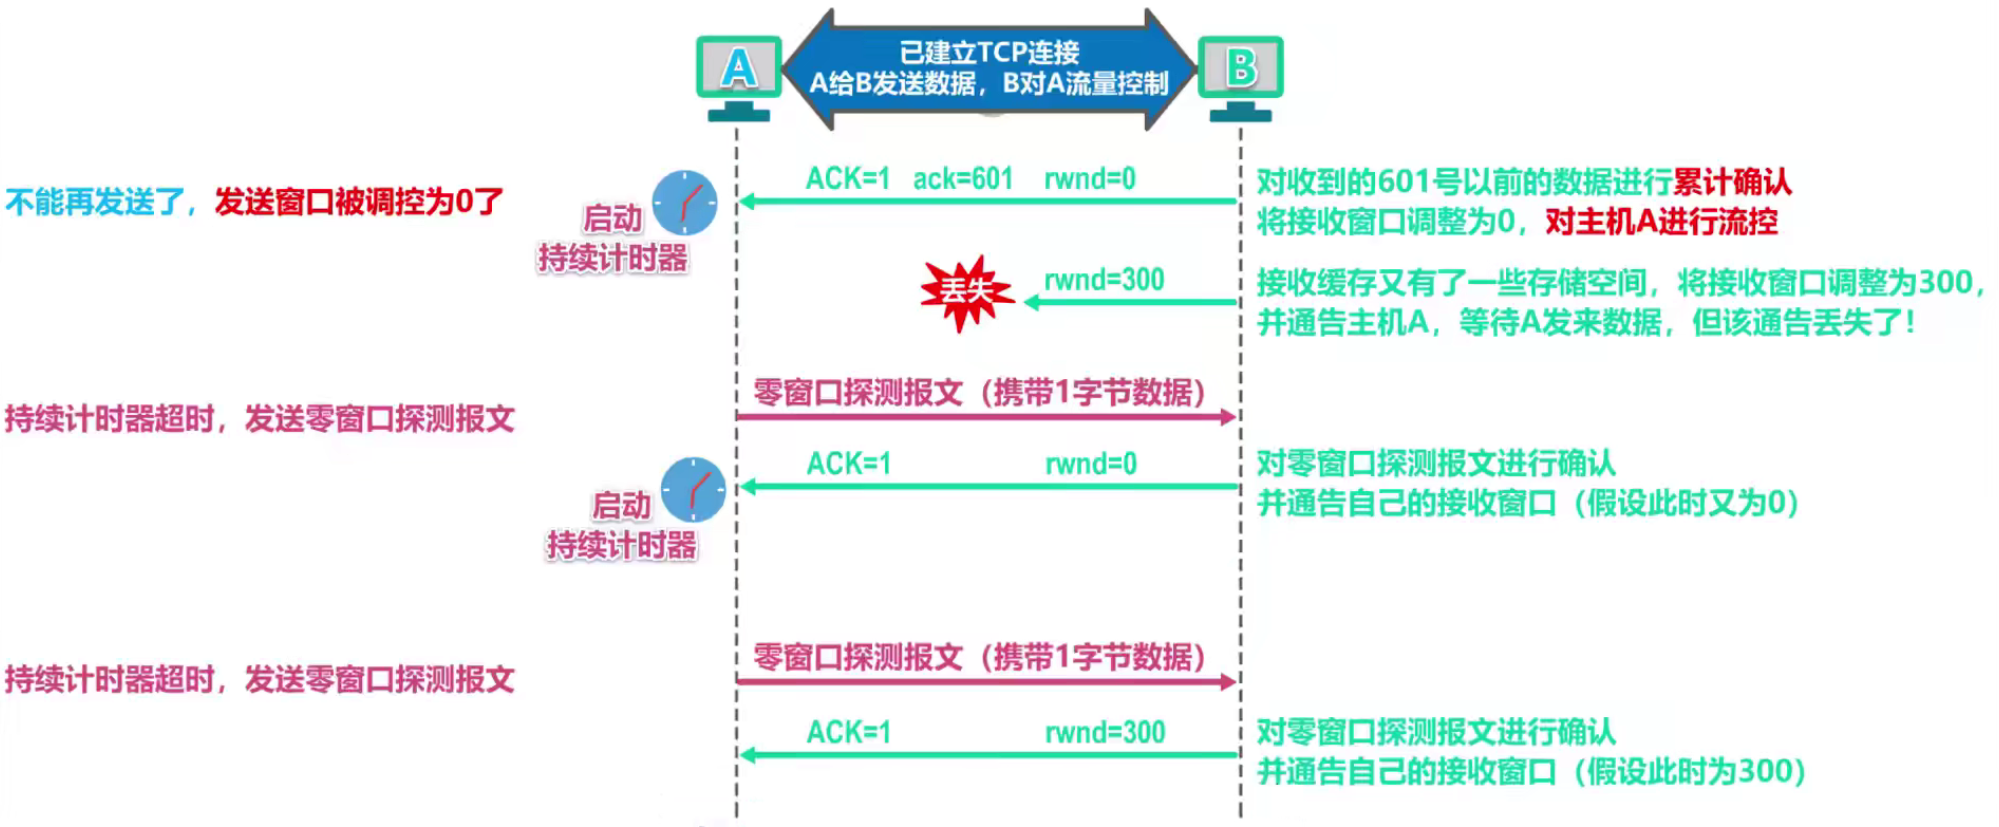 已建立TCP连接
A
B
A给B发送数据，B对A流量控制
ACK=1 ack=601 rwnd=0
对收到的601号以前的数据进行累计确认
不能再发送了，发送窗口被调控为0了
启动
将接收窗口调整为0，对主机A进行流控
持续计时器
丢失
rwnd=300
接收缓存又有了一些存储空间，将接收窗口调整为300，
并通告主机A，等待A发来数据，但该通告丢失了！
零窗口探测报文（携带1字节数据）
持续计时器超时，发送零窗口探测报文
ACK=1 rwnd=0
对零窗口探测报文进行确认
启动
并通告自己的接收窗口（假设此时又为0）
持续计时器
零窗口探测报文（携带1字节数据）
持续计时器超时，发送零窗口探测报文
ACK=1 rwnd=300
对零窗口探测报文进行确认
并通告自己的接收窗口（假设此时为300）